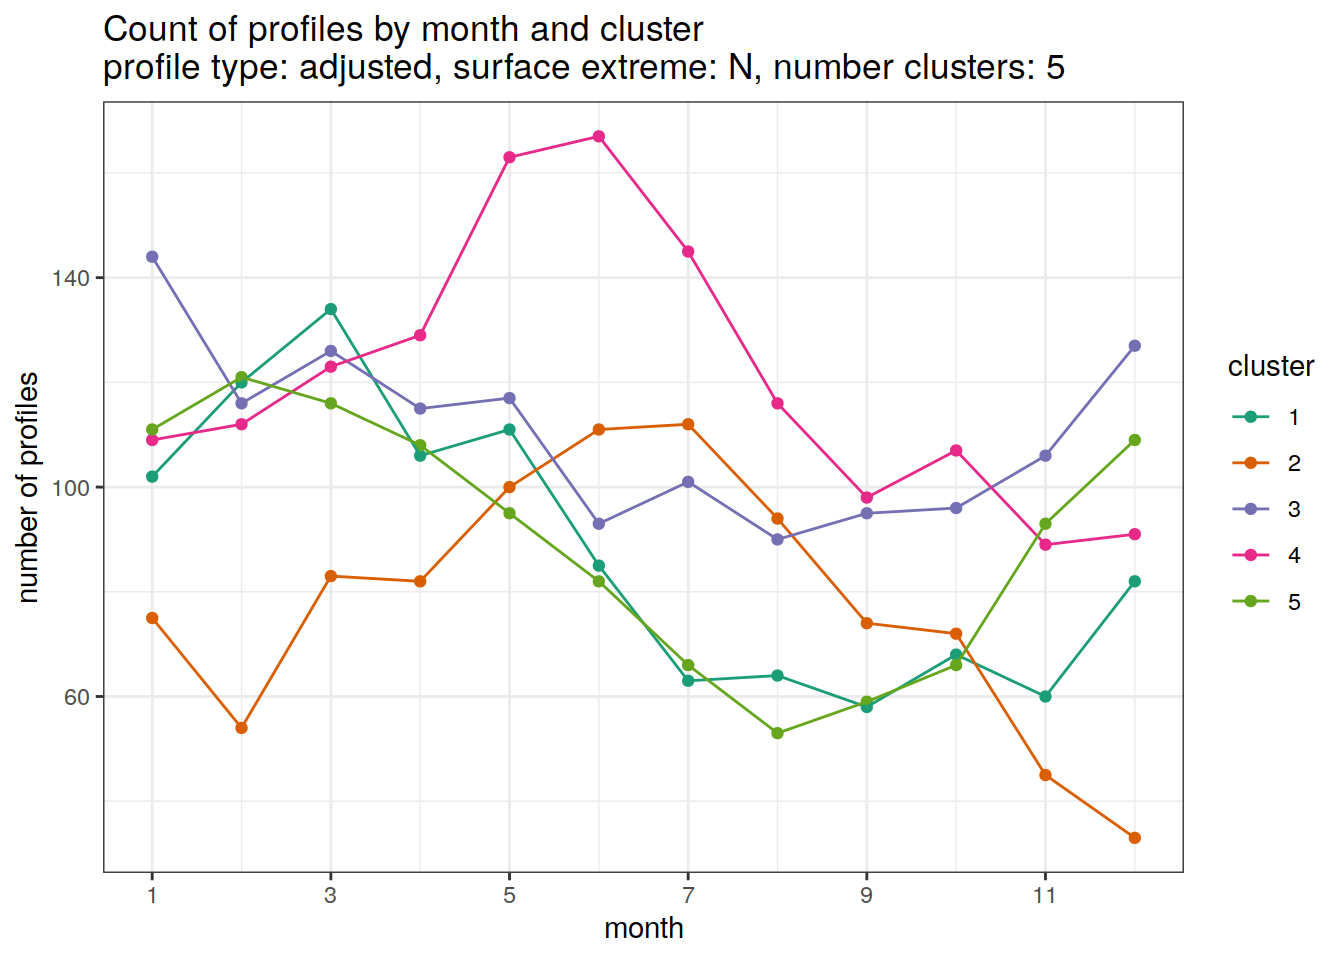 Count of profiles by month and cluster
profile type: adjusted, surface extreme: N, number clusters: 5
number of profiles
140
100
60
1 3 5 7 9 11
month
cluster
1
2
3
4
5